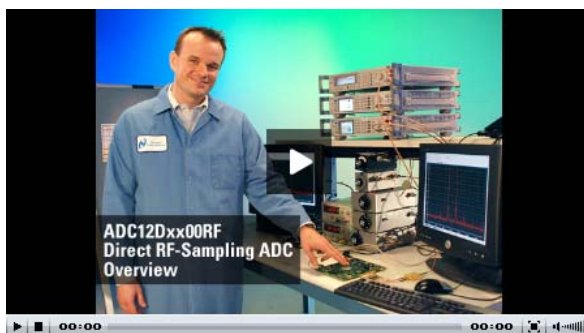 ADC12Dxx00RF
Direct RF-Sampling ADC
Overview
00:00
00:00